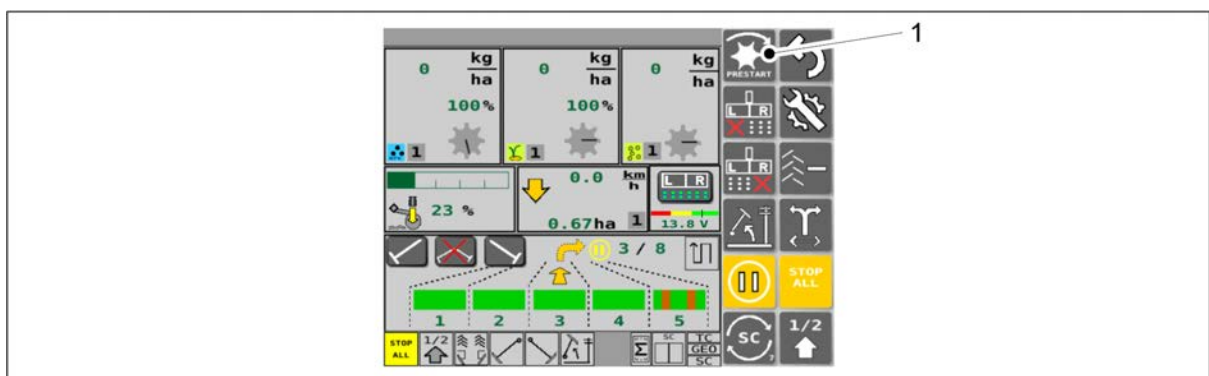 1
0 kg/ha 0 kg/ha 0 kg/ha
100 % 100 %
1 1 1
PRESTART
L R
L R
23 %
0.0 km/h
0.67ha 1
L R
13.8 V
3 / 8
1 2 3 4 5
STOP ALL
SC
1/2
STOP ALL
1/2
Σ
SC
TC
GEO
SC